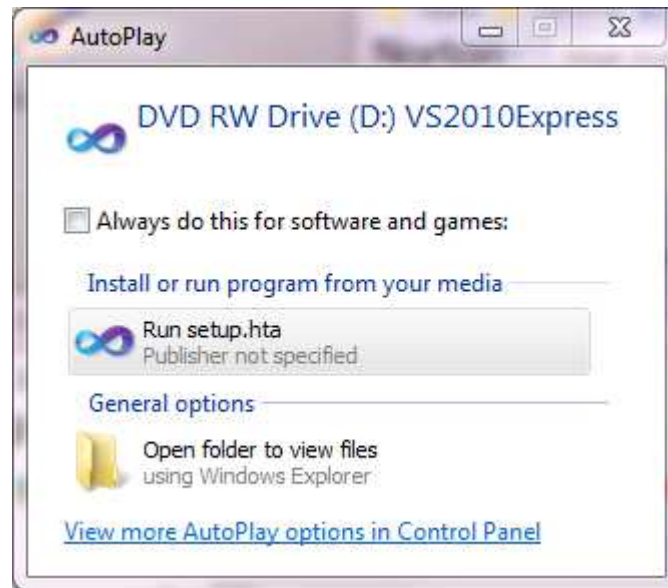 AutoPlay
DVD RW Drive (D:) VS2010Express
Always do this for software and games:
Install or run program from your media
Run setup.hta
Publisher not specified
General options
Open folder to view files
using Windows Explorer
View more AutoPlay options in Control Panel